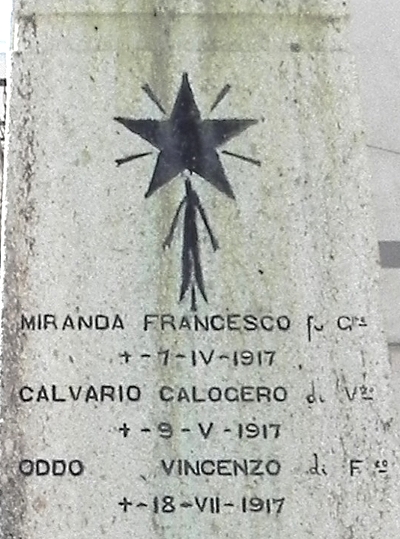 MIRANDA FRANCESCO fu Gpe
+-7-IV-1917
CALVARIO CALOGERO di Vzo
+-9-V-1917
ODDO VINCENZO di Fco
+-18-VII-1917